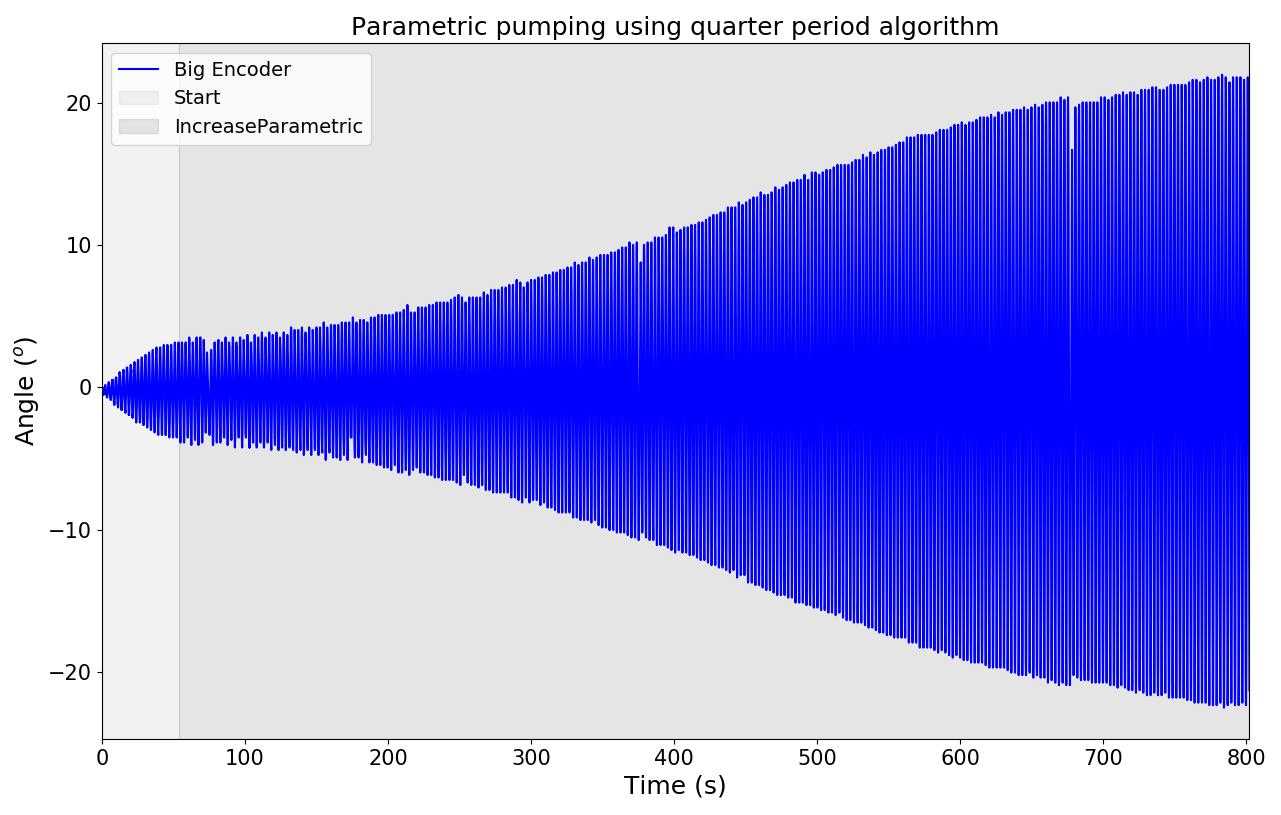 Parametric pumping using quarter period algorithm
Big Encoder
Start
IncreaseParametric
20
10
0
−10
−20
Angle (°)
0 100 200 300 400 500 600 700 800
Time (s)